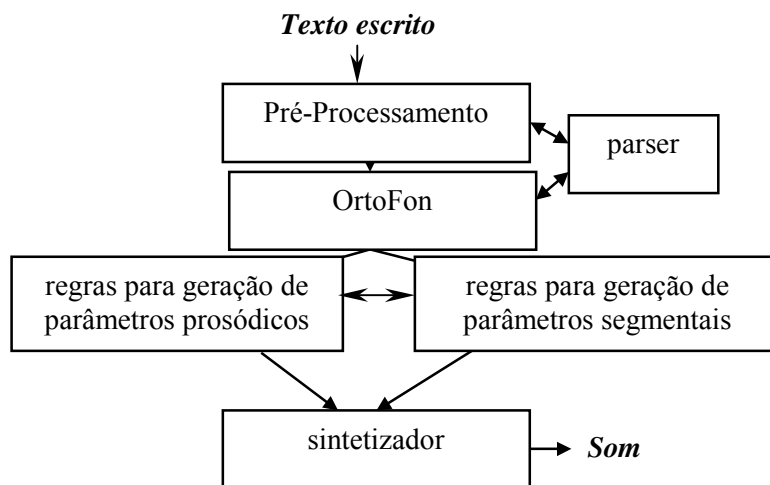 Texto escrito
Pré-Processamento
parser
OrtoFon
regras para geração de
parâmetros prosódicos
regras para geração de
parâmetros segmentais
sintetizador
Som